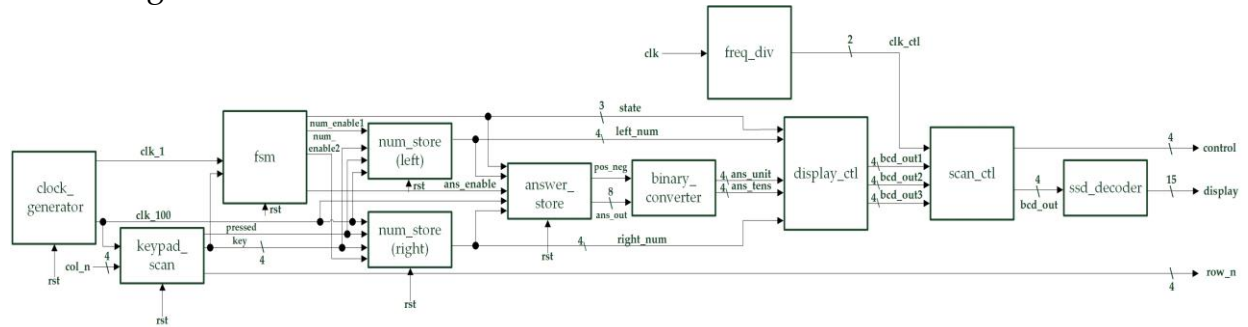 clk
freq_div
2
clk_ctl
clock_
generator
clk_1
clk_100
rst
col_n
4
keypad_
scan
rst
pressed
key
4
fsm
rst
num_enable1
num_
enable2
num_store
(left)
rst
ans_enable
num_store
(right)
rst
3
state
4
left_num
answer_
store
rst
pos_neg
8
ans_out
binary_
converter
4
ans_unit
4
ans_tens
4
right_num
display_ctl
4
bcd_out1
4
bcd_out2
4
bcd_out3
scan_ctl
4
bcd_out
ssd_decoder
4
control
15
display
row_n
4